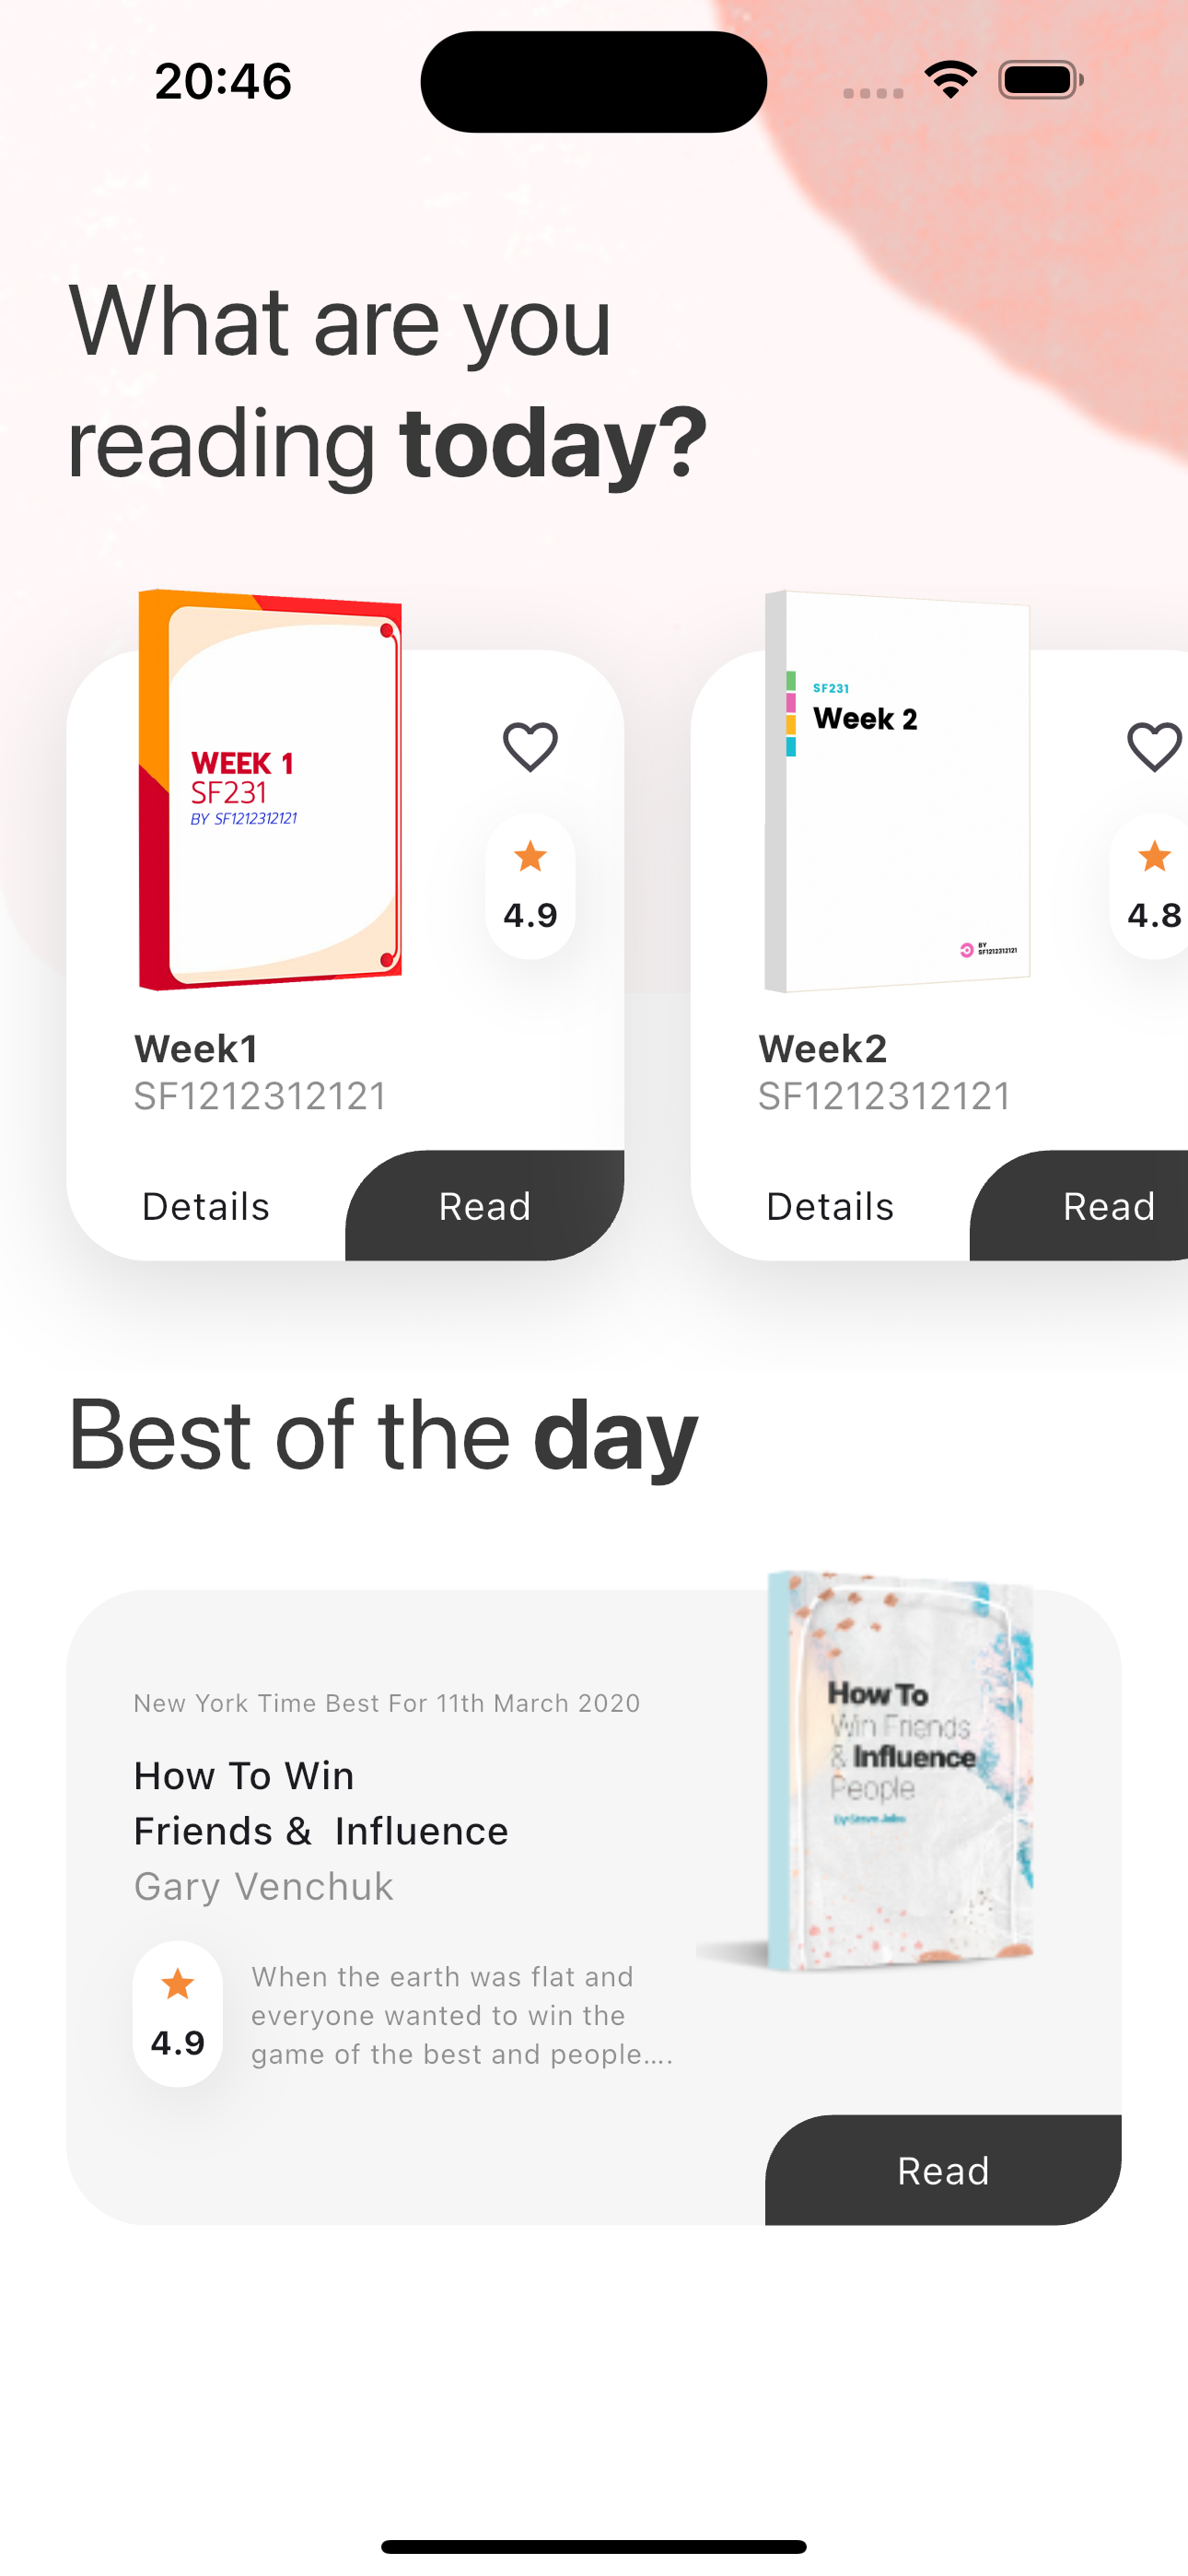 20:46
What are you
reading today?
WEEK 1
SF231
BY SF1212312121
4.9
Week1
SF1212312121
Details
Read
SF231
Week 2
BY
SF1212312121
4.8
Week2
SF1212312121
Details
Read
Best of the day
New York Time Best For 11th March 2020
How To Win
Friends &  Influence
Gary Venchuk
4.9
When the earth was flat and
everyone wanted to win the
game of the best and people....
How To
Win Friends
& Influence
People
By Steve Jobs
Read